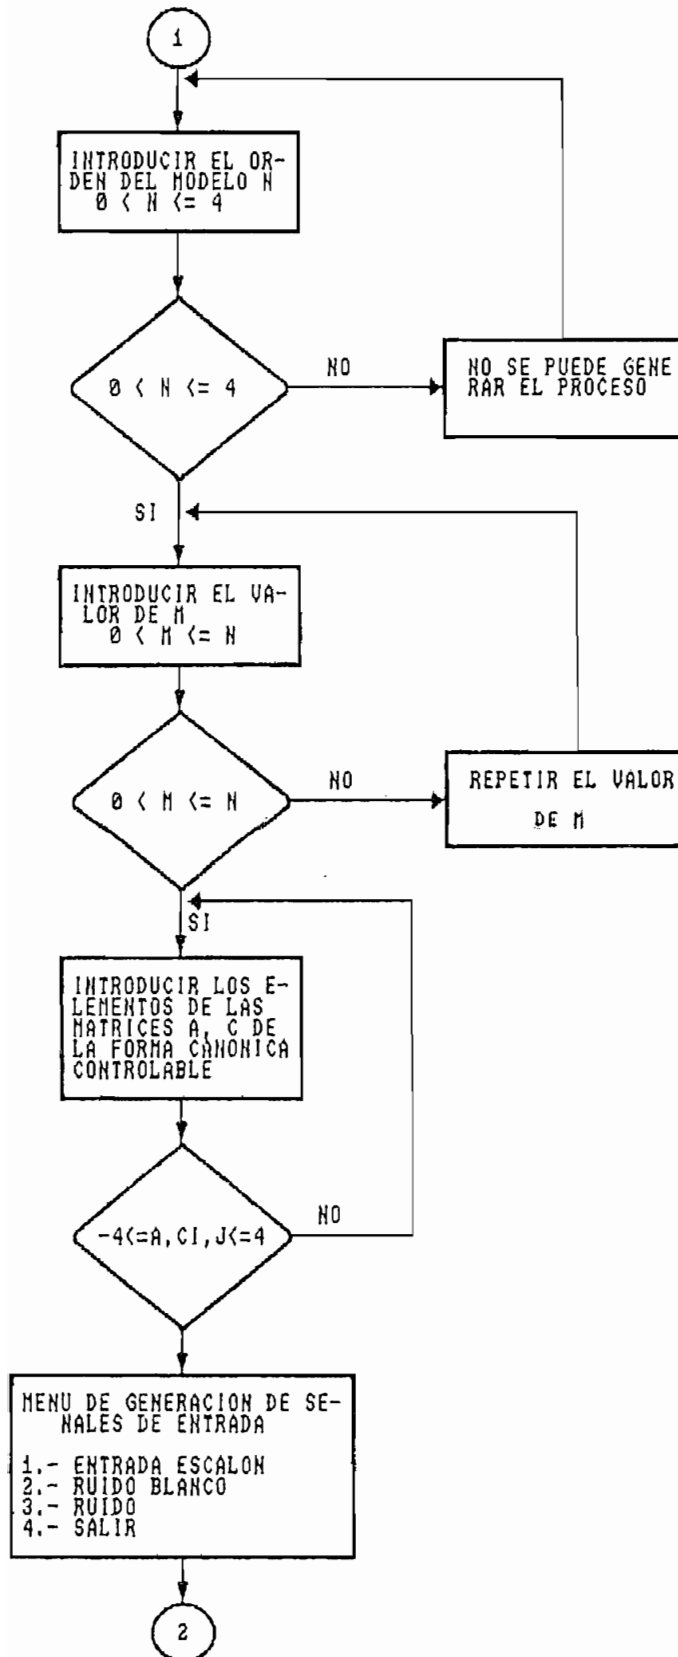 1
INTRODUCIR EL OR-
DEN DEL MODELO N
0 < N <= 4
0 < N <= 4
NO
NO SE PUEDE GENE
RAR EL PROCESO
SI
INTRODUCIR EL VA-
LOR DE M
0 < M <= N
0 < M <= N
NO
REPETIR EL VALOR
DE M
SI
INTRODUCIR LOS E-
LEMENTOS DE LAS
MATRICES A, C DE
LA FORMA CANONICA
CONTROLABLE
-4<=A,CI,J<=4
NO
MENU DE GENERACION DE SE-
NALES DE ENTRADA
1.- ENTRADA ESCALON
2.- RUIDO BLANCO
3.- RUIDO
4.- SALIR
2